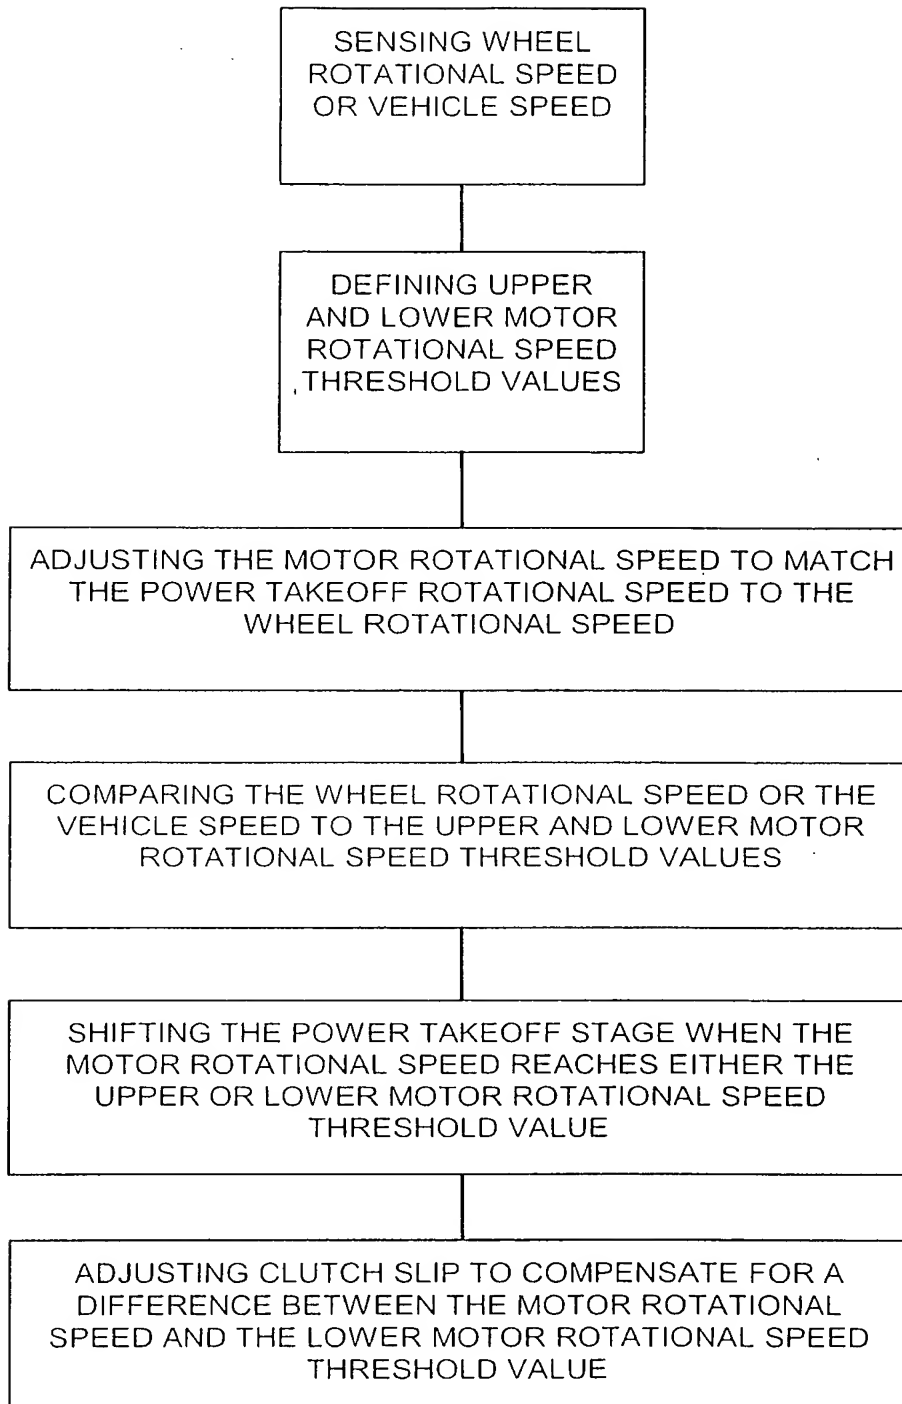 SENSING WHEEL
ROTATIONAL SPEED
OR VEHICLE SPEED
DEFINING UPPER
AND LOWER MOTOR
ROTATIONAL SPEED
THRESHOLD VALUES
ADJUSTING THE MOTOR ROTATIONAL SPEED TO MATCH
THE POWER TAKEOFF ROTATIONAL SPEED TO THE
WHEEL ROTATIONAL SPEED
COMPARING THE WHEEL ROTATIONAL SPEED OR THE
VEHICLE SPEED TO THE UPPER AND LOWER MOTOR
ROTATIONAL SPEED THRESHOLD VALUES
SHIFTING THE POWER TAKEOFF STAGE WHEN THE
MOTOR ROTATIONAL SPEED REACHES EITHER THE
UPPER OR LOWER MOTOR ROTATIONAL SPEED
THRESHOLD VALUE
ADJUSTING CLUTCH SLIP TO COMPENSATE FOR A
DIFFERENCE BETWEEN THE MOTOR ROTATIONAL
SPEED AND THE LOWER MOTOR ROTATIONAL SPEED
THRESHOLD VALUE